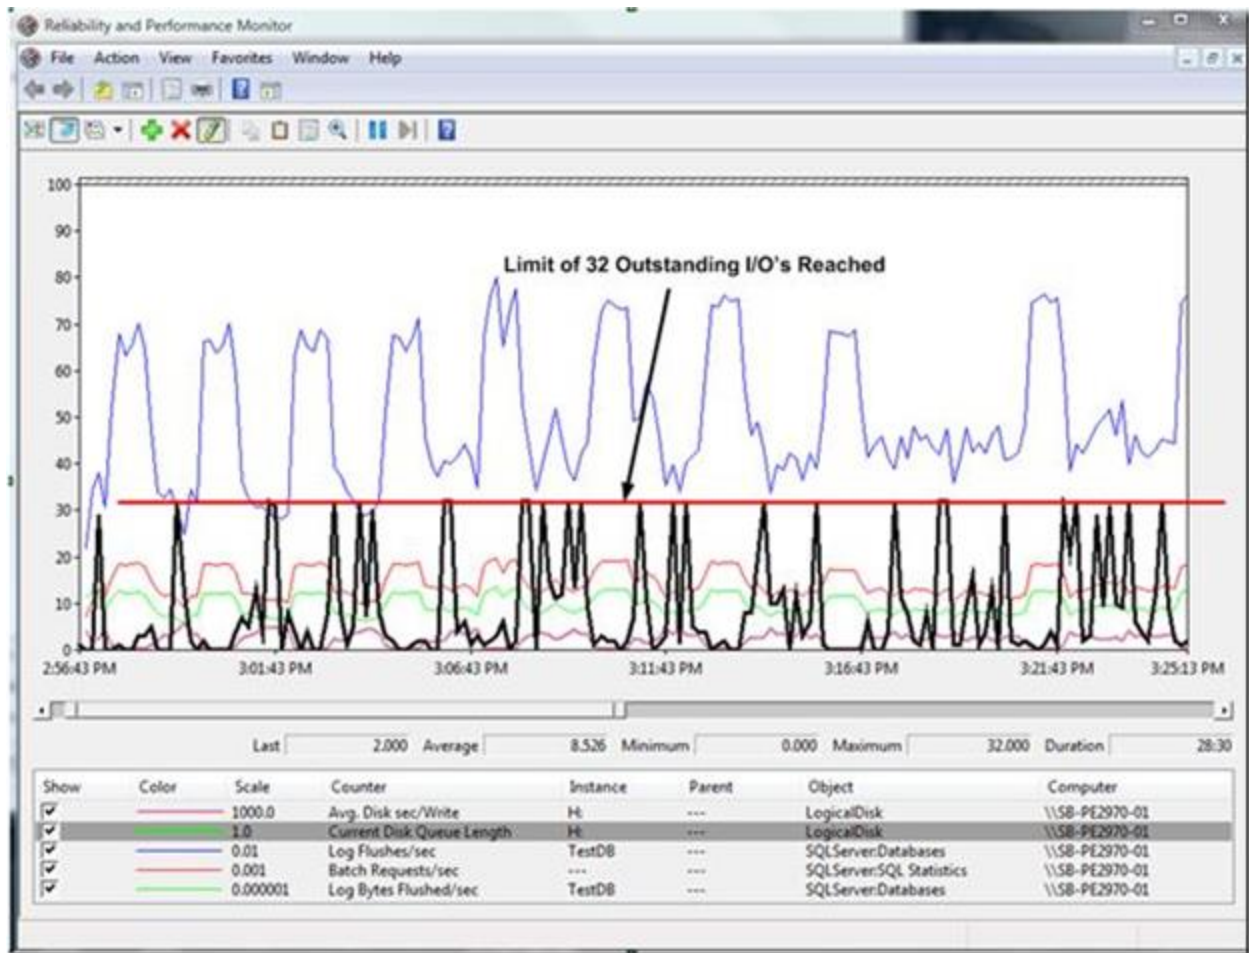 Reliability and Performance Monitor
File Action View Favorites Window Help
100
90
80
70
60
50
40
30
20
10
0
Limit of 32 Outstanding I/O's Reached
2:56:43 PM 3:01:43 PM 3:06:43 PM 3:11:43 PM 3:16:43 PM 3:21:43 PM 3:25:13 PM
Last 2.000 Average 8.526 Minimum 0.000 Maximum 32.000 Duration 28:30
Show Color Scale Counter Instance Parent Object Computer
1000.0 Avg. Disk sec/Write H: --- LogicalDisk \\SB-PE2970-01
1.0 Current Disk Queue Length H: --- LogicalDisk \\SB-PE2970-01
0.01 Log Flushes/sec TestDB --- SQLServer:Databases \\SB-PE2970-01
0.001 Batch Requests/sec --- --- SQLServer:SQL Statistics \\SB-PE2970-01
0.000001 Log Bytes Flushed/sec TestDB --- SQLServer:Databases \\SB-PE2970-01